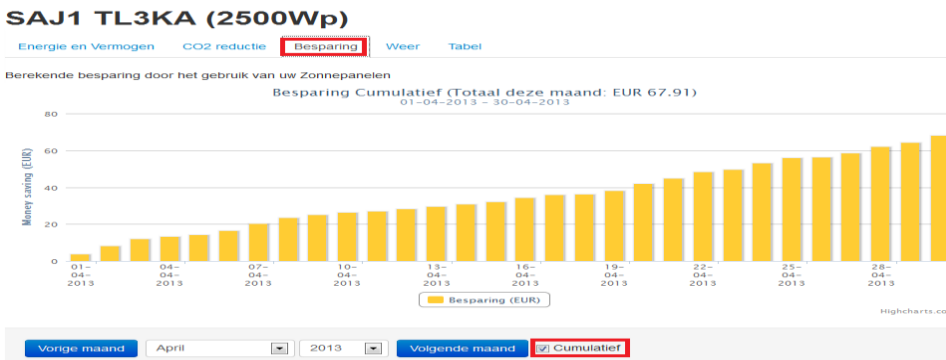 SAJ1 TL3KA (2500Wp)
Energie en Vermogen CO2 reductie Besparing Weer Tabel
Berekende besparing door het gebruik van uw Zonnepanelen
Besparing Cumulatief (Totaal deze maand: EUR 67.91)
01-04-2013 - 30-04-2013
Money saving (EUR)
80
60
40
20
0
01- 04- 07- 10- 13- 16- 19- 22- 25- 28-
04- 04- 04- 04- 04- 04- 04- 04- 04- 04-
2013 2013 2013 2013 2013 2013 2013 2013 2013 2013
Besparing (EUR)
Highcharts.co
Vorige maand April 2013 Volgende maand Cumulatief